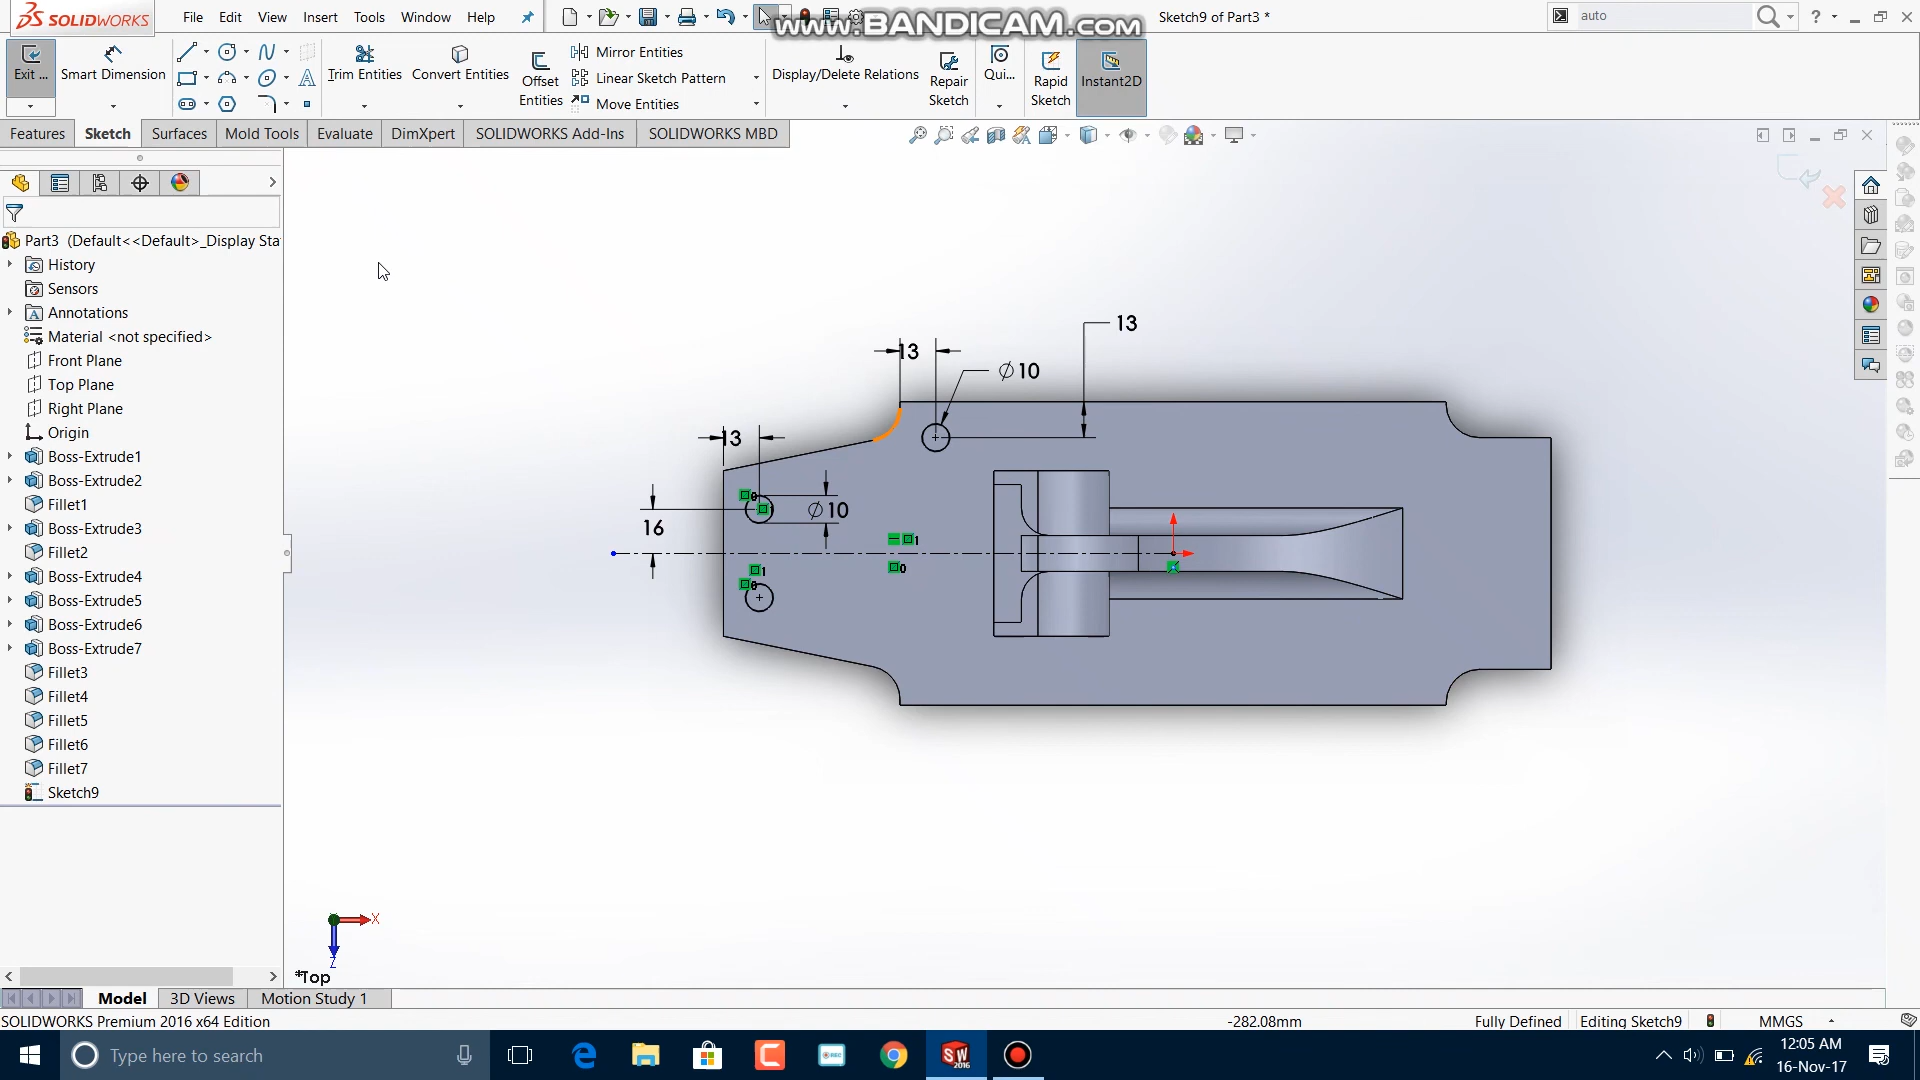 SOLIDWORKS
File Edit View Insert Tools Window Help
www.BANDICAM.com
Sketch9 of Part3 *
auto
Exit ...
Smart Dimension
Trim Entities
Convert Entities
Offset Entities
Mirror Entities
Linear Sketch Pattern
Move Entities
Display/Delete Relations
Repair Sketch
Qui...
Rapid Sketch
Instant2D
Features Sketch Surfaces Mold Tools Evaluate DimXpert SOLIDWORKS Add-Ins SOLIDWORKS MBD
Part3 (Default<<Default>_Display Sta
History
Sensors
Annotations
Material <not specified>
Front Plane
Top Plane
Right Plane
Origin
Boss-Extrude1
Boss-Extrude2
Fillet1
Boss-Extrude3
Fillet2
Boss-Extrude4
Boss-Extrude5
Boss-Extrude6
Boss-Extrude7
Fillet3
Fillet4
Fillet5
Fillet6
Fillet7
Sketch9
13
13
∅10
13
∅10
16
1
0
1
X
Z
*Top
Model 3D Views Motion Study 1
SOLIDWORKS Premium 2016 x64 Edition
-282.08mm
Fully Defined
Editing Sketch9
MMGS
Type here to search
REC
SW
2016
12:05 AM
16-Nov-17